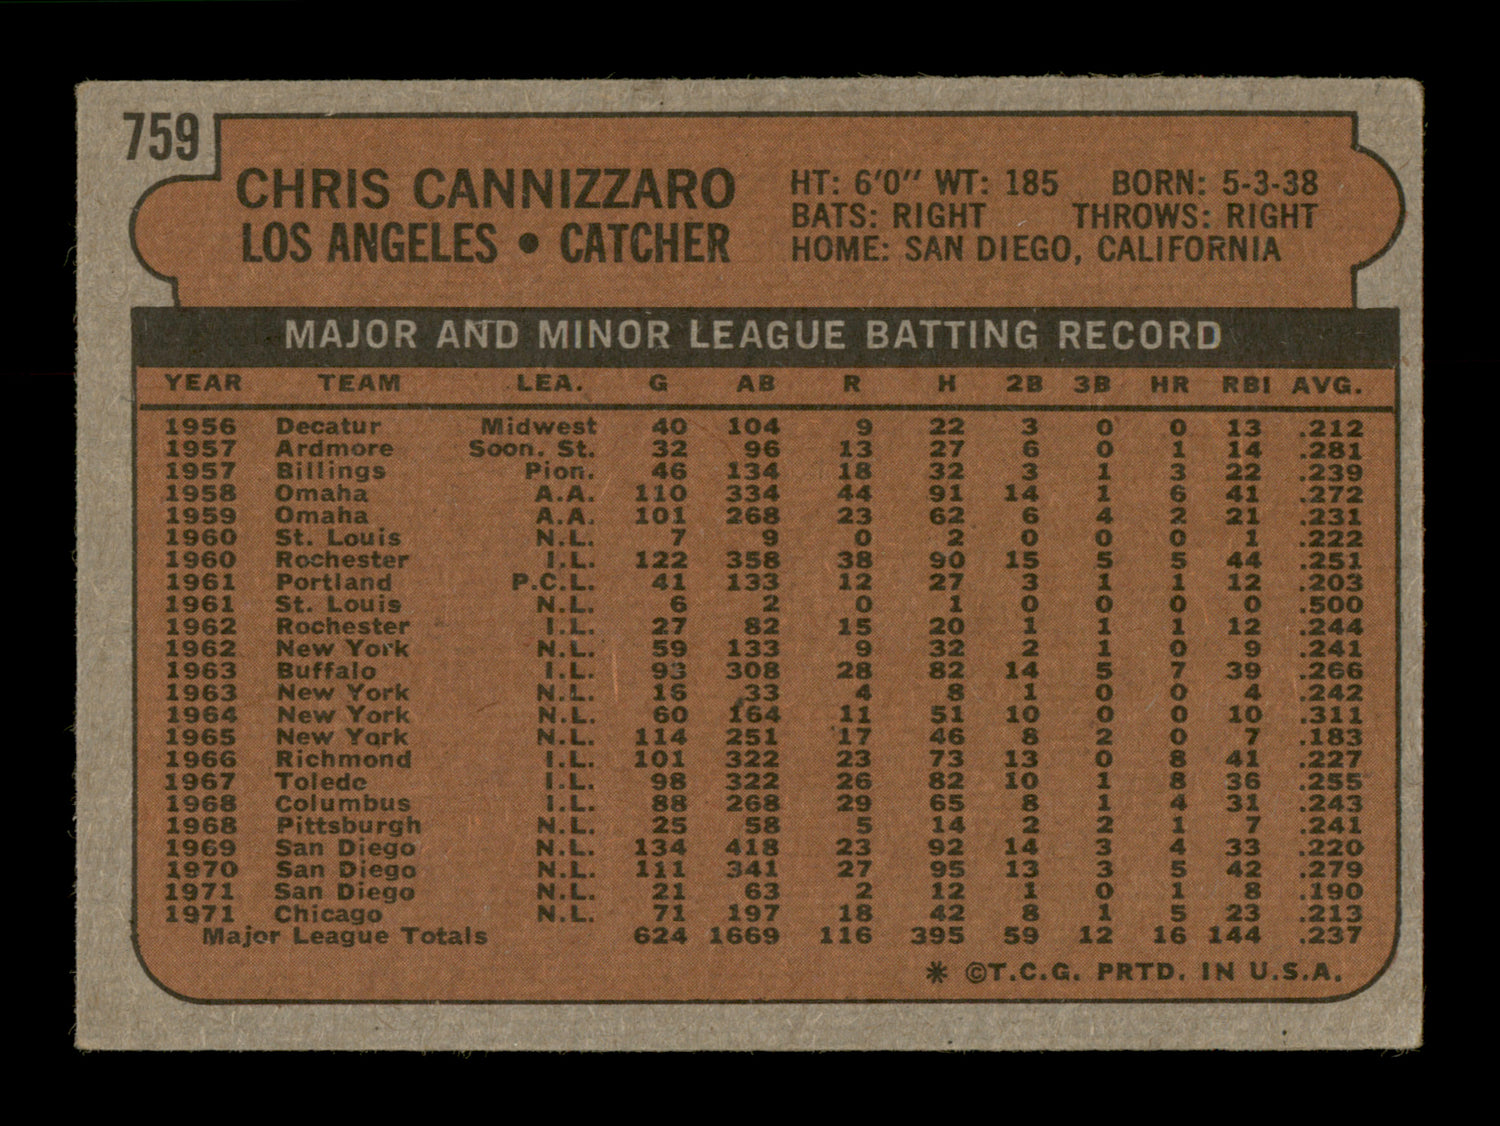 759
CHRIS CANNIZZARO
LOS ANGELES • CATCHER
HT: 6'0" WT: 185 BORN: 5-3-38
BATS: RIGHT THROWS: RIGHT
HOME: SAN DIEGO, CALIFORNIA
MAJOR AND MINOR LEAGUE BATTING RECORD
YEAR TEAM LEA. G AB R H 2B 3B HR RBI AVG.
1956 Decatur Midwest 40 104 9 22 3 0 0 13 .212
1957 Ardmore Soon. St. 32 96 13 27 6 0 1 14 .281
1957 Billings Pion. 46 134 18 32 3 1 3 22 .239
1958 Omaha A.A. 110 334 44 91 14 1 6 41 .272
1959 Omaha A.A. 101 268 23 62 6 4 2 21 .231
1960 St. Louis N.L. 7 9 0 2 0 0 0 1 .222
1960 Rochester I.L. 122 358 38 90 15 5 5 44 .251
1961 Portland P.C.L. 41 133 12 27 3 1 1 12 .203
1961 St. Louis N.L. 6 2 0 1 0 0 0 0 .500
1962 Rochester I.L. 27 82 15 20 1 1 1 12 .244
1962 New York N.L. 59 133 9 32 2 1 0 9 .241
1963 Buffalo I.L. 93 308 28 82 14 5 7 39 .266
1963 New York N.L. 16 33 4 8 1 0 0 4 .242
1964 New York N.L. 60 164 11 51 10 0 0 10 .311
1965 New York N.L. 114 251 17 46 8 2 0 7 .183
1966 Richmond I.L. 101 322 23 73 13 0 8 41 .227
1967 Toledo I.L. 98 322 26 82 10 1 8 36 .255
1968 Columbus I.L. 88 268 29 65 8 1 4 31 .243
1968 Pittsburgh N.L. 25 58 5 14 2 2 1 7 .241
1969 San Diego N.L. 134 418 23 92 14 3 4 33 .220
1970 San Diego N.L. 111 341 27 95 13 3 5 42 .279
1971 San Diego N.L. 21 63 2 12 1 0 1 8 .190
1971 Chicago N.L. 71 197 18 42 8 1 5 23 .213
Major League Totals 624 1669 116 395 59 12 16 144 .237
* ©T.C.G. PRTD. IN U.S.A.